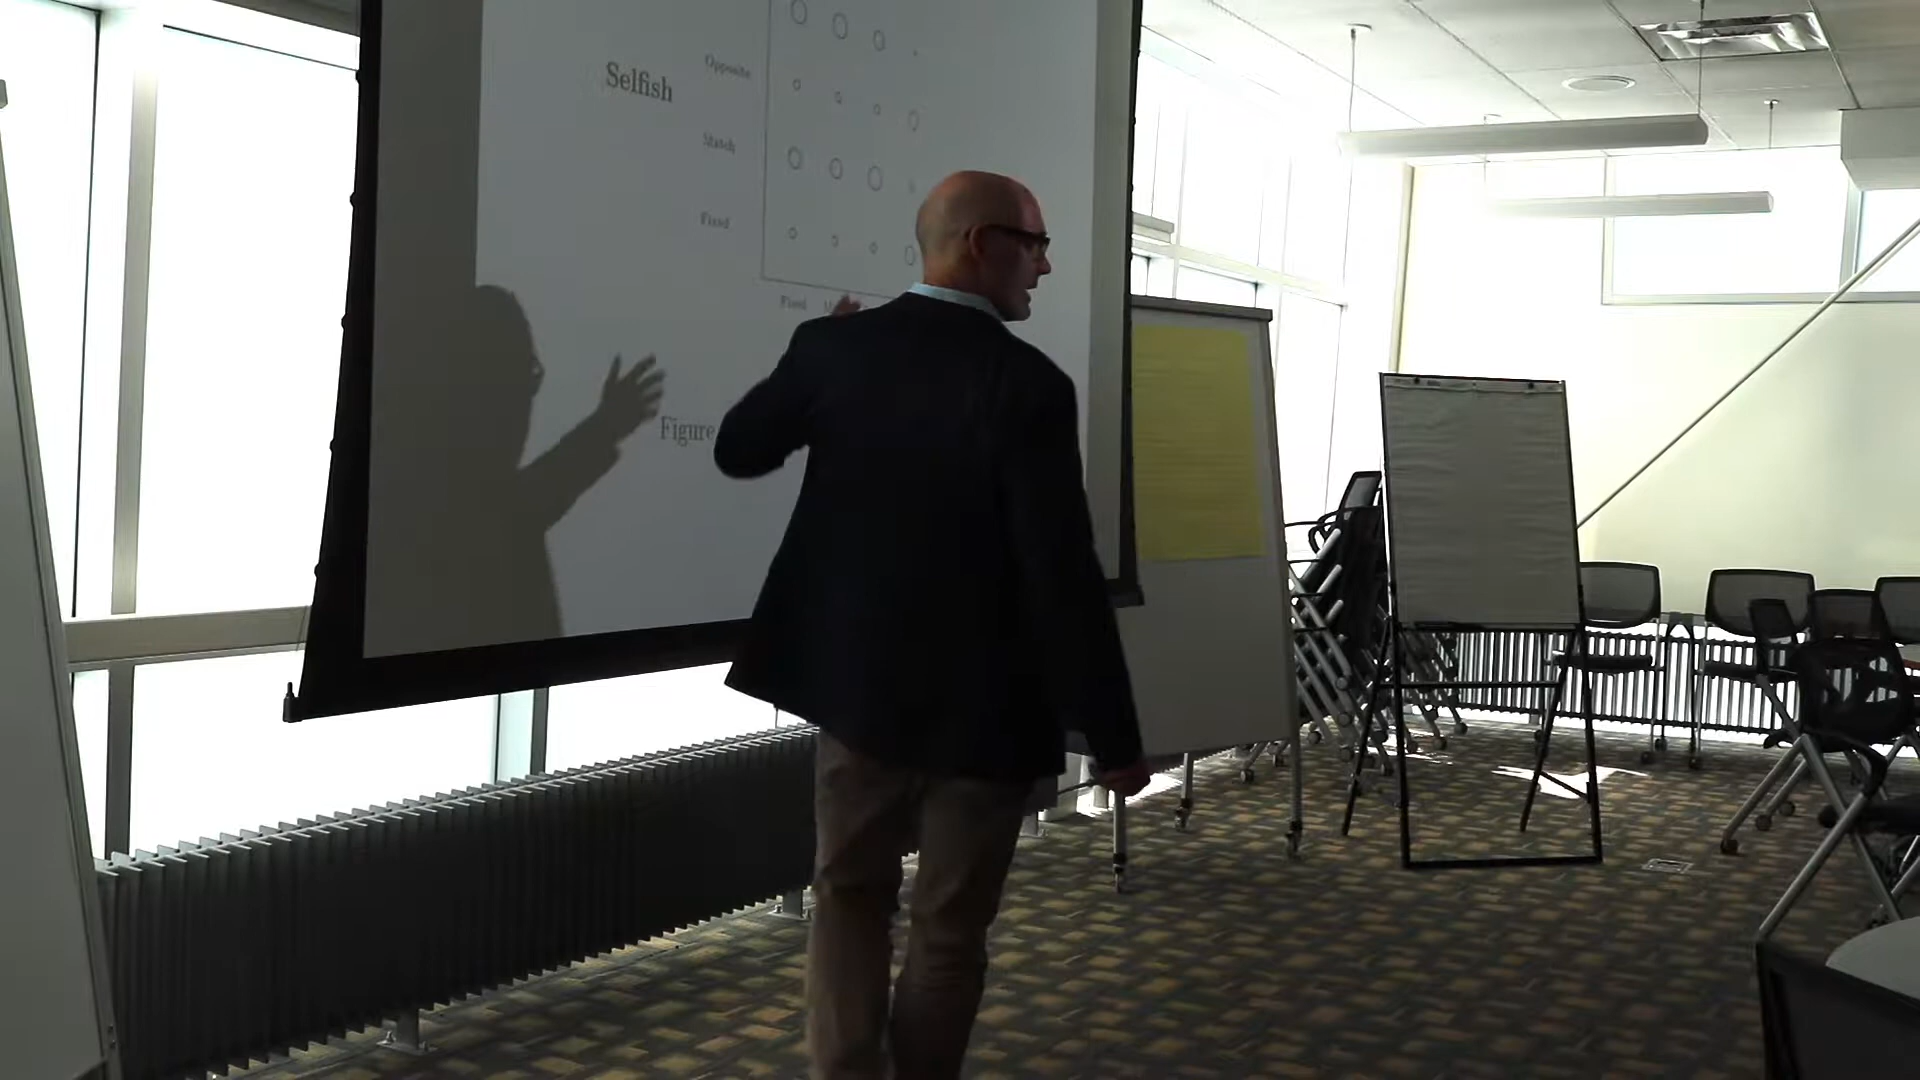 Opposite
Selfish
Match
Fixed
Fixed
Figure